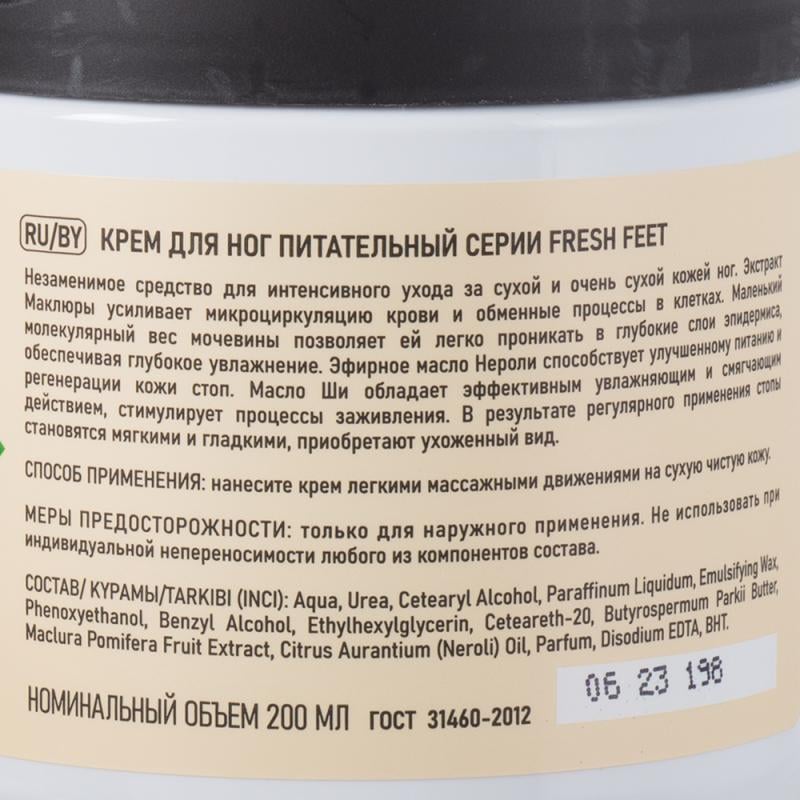 RU/BY КРЕМ ДЛЯ НОГ ПИТАТЕЛЬНЫЙ СЕРИИ FRESH FEET
Незаменимое средство для интенсивного ухода за сухой и очень сухой кожей ног. Экстракт
Маклюры усиливает микроциркуляцию крови и обменные процессы в клетках. Маленький
молекулярный вес мочевины позволяет ей легко проникать в глубокие слои эпидермиса,
обеспечивая глубокое увлажнение. Эфирное масло Нероли способствует улучшенному питанию и
регенерации кожи стоп. Масло Ши обладает эффективным увлажняющим и смягчающим
действием, стимулирует процессы заживления. В результате регулярного применения стопы
становятся мягкими и гладкими, приобретают ухоженный вид.
СПОСОБ ПРИМЕНЕНИЯ: нанесите крем легкими массажными движениями на сухую чистую кожу.
МЕРЫ ПРЕДОСТОРОЖНОСТИ: только для наружного применения. Не использовать при
индивидуальной непереносимости любого из компонентов состава.
СОСТАВ/ КҰРАМЫ/TARKIBI (INCI): Aqua, Urea, Cetearyl Alcohol, Paraffinum Liquidum, Emulsifying Wax,
Phenoxyethanol, Benzyl Alcohol, Ethylhexylglycerin, Ceteareth-20, Butyrospermum Parkii Butter,
Maclura Pomifera Fruit Extract, Citrus Aurantium (Neroli) Oil, Parfum, Disodium EDTA, BHT.
06 23 198
НОМИНАЛЬНЫЙ ОБЪЕМ 200 МЛ ГОСТ 31460-2012